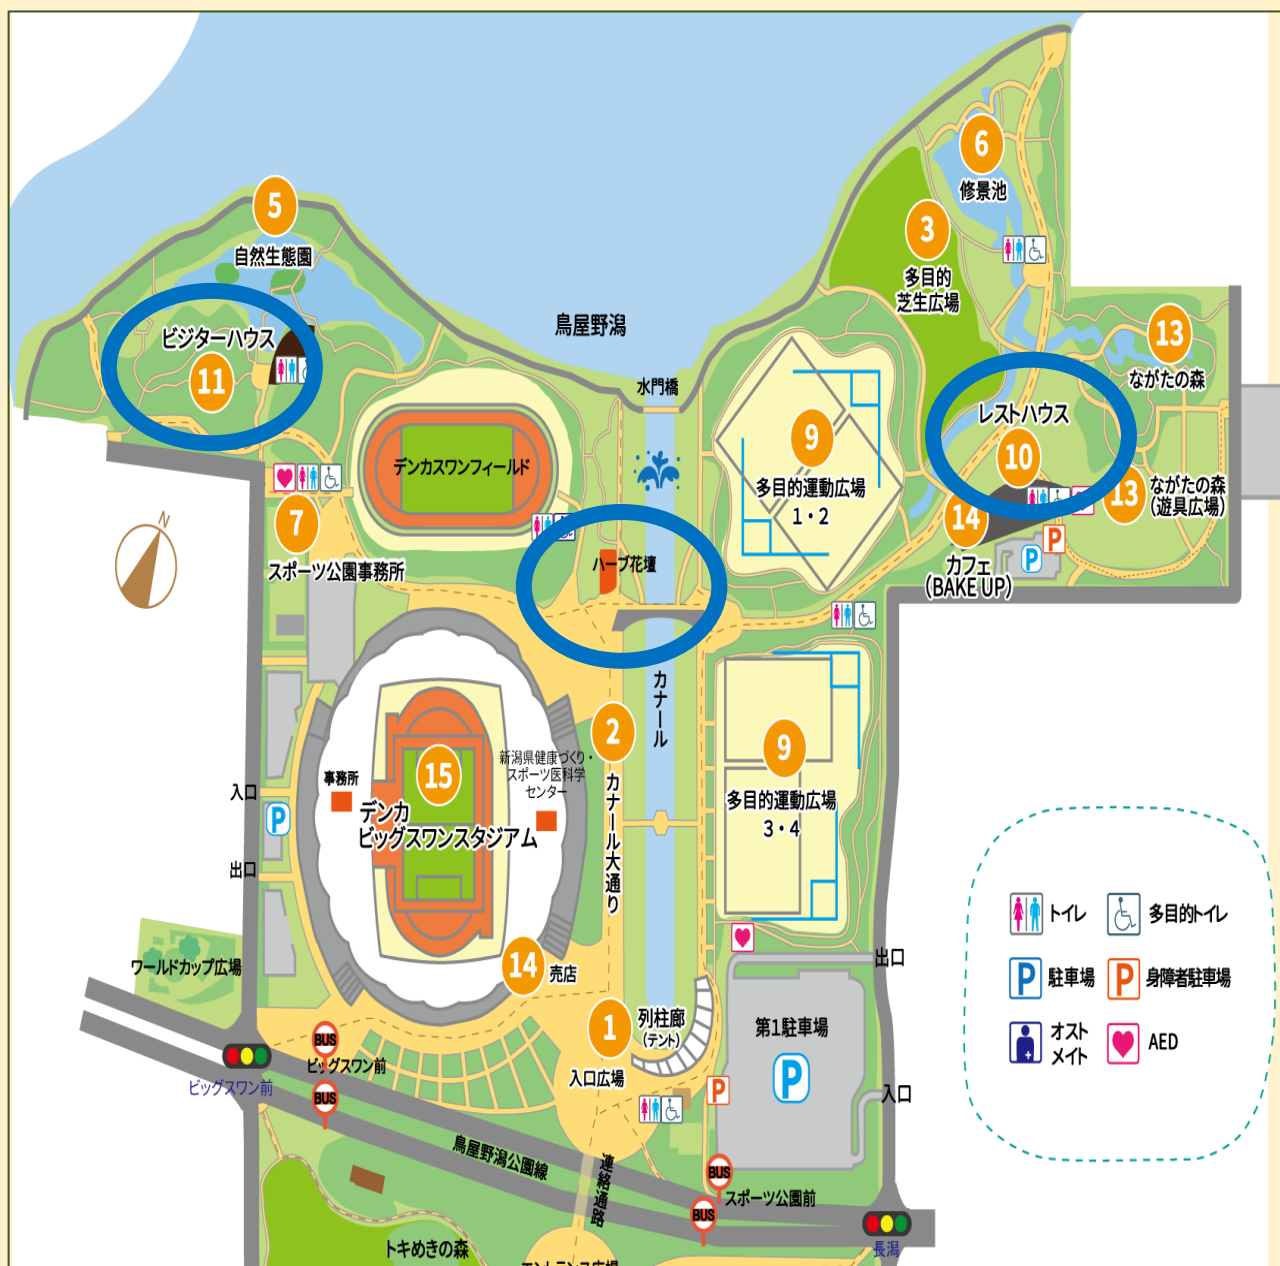 6
修景池
5
自然生態園
3
多目的
芝生広場
鳥屋野潟
ビジターハウス
11
13
ながたの森
水門橋
レストハウス
10
9
多目的運動広場
1・2
デンカスワンフィールド
13
ながたの森
(遊具広場)
14
カフェ
(BAKE UP)
P
P
7
スポーツ公園事務所
N
ハーブ花壇
カナール
2
カナール大通り
新潟県健康づくり・
スポーツ医科学
センター
事務所
15
デンカ
ビッグスワンスタジアム
9
多目的運動広場
3・4
入口
P
出口
14
売店
ワールドカップ広場
1
入口広場
列柱廊
(テント)
出口
第1駐車場
P
P
入口
BUS
ビッグスワン前
BUS
ビッグスワン前
鳥屋野潟公園線
連絡通路
BUS
スポーツ公園前
BUS
長潟
トキめきの森
エントランス広場
トイレ
多目的トイレ
P
駐車場
P
身障者駐車場
オスト
メイト
AED